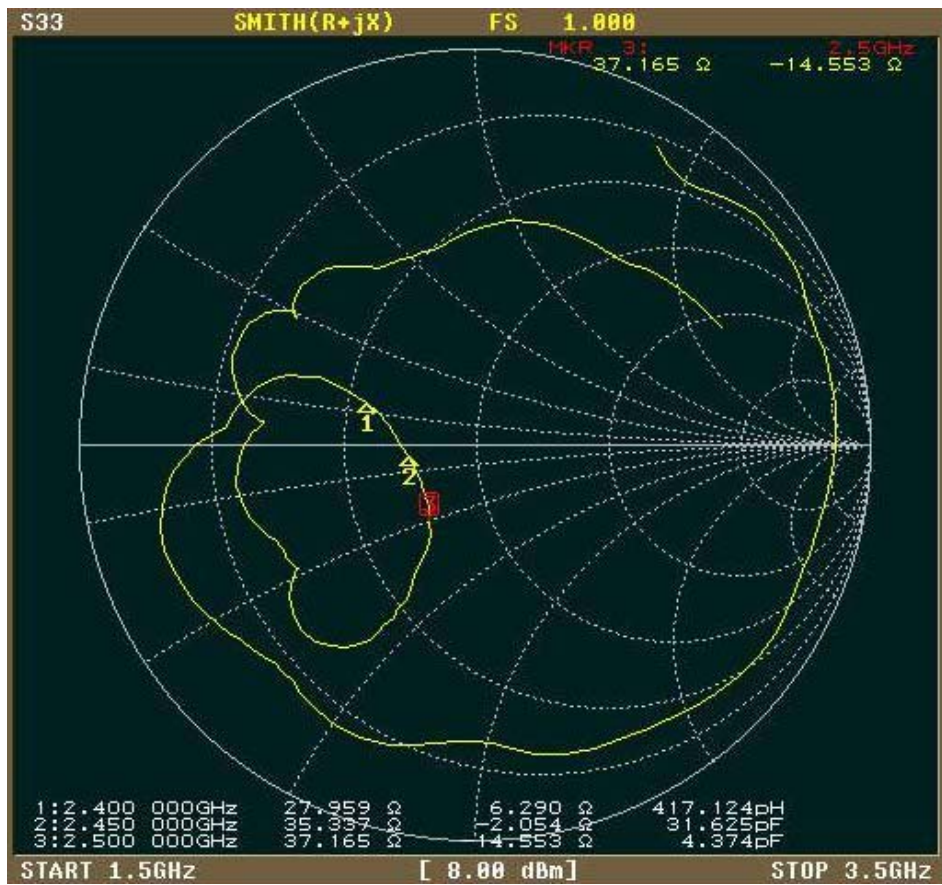 S33 SMITH(R+jX) FS 1.000
MKR 3: 2.5GHz
37.165 Ω -14.553 Ω
1
2
1:2.400 000GHz 27.959 Ω 6.290 Ω 417.124pH
2:2.450 000GHz 35.337 Ω -2.054 Ω 31.625pF
3:2.500 000GHz 37.165 Ω -14.553 Ω 4.374pF
START 1.5GHz [ 8.00 dBm] STOP 3.5GHz